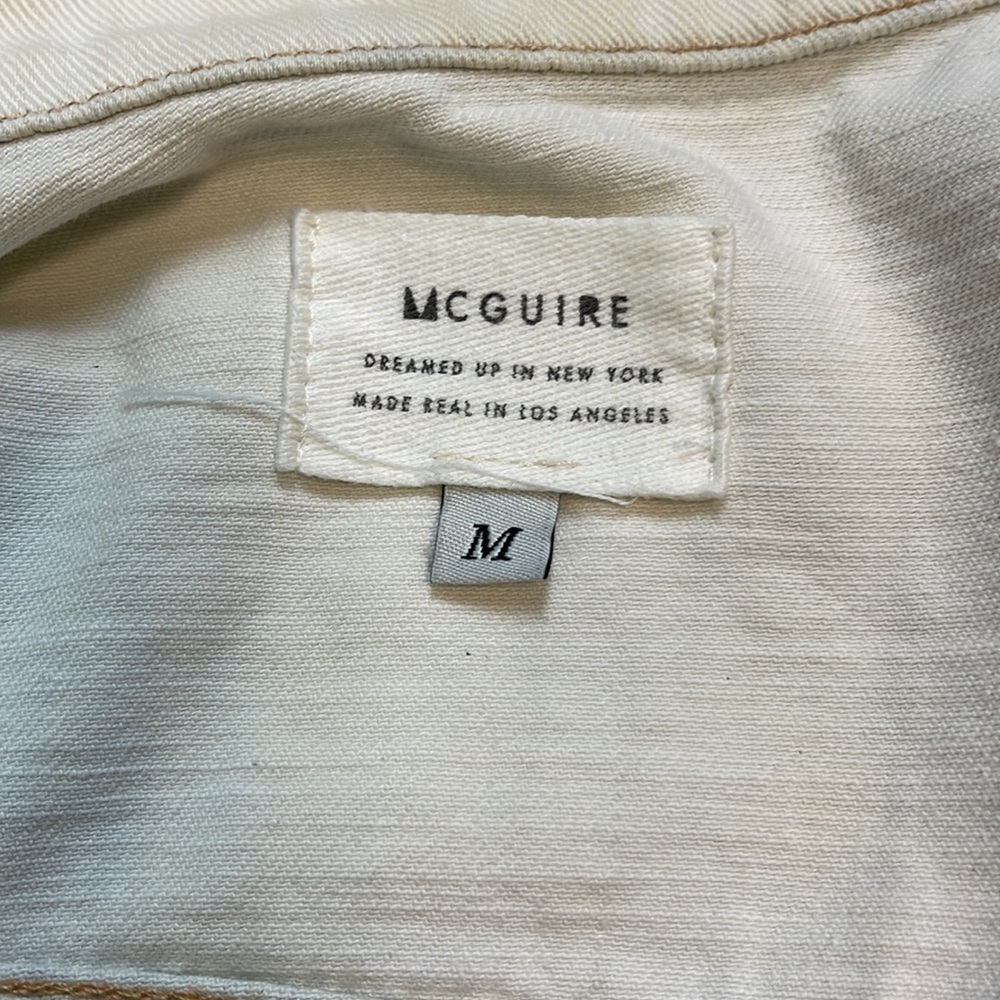 MCGUIRE
DREAMED UP IN NEW YORK
MADE REAL IN LOS ANGELES
M